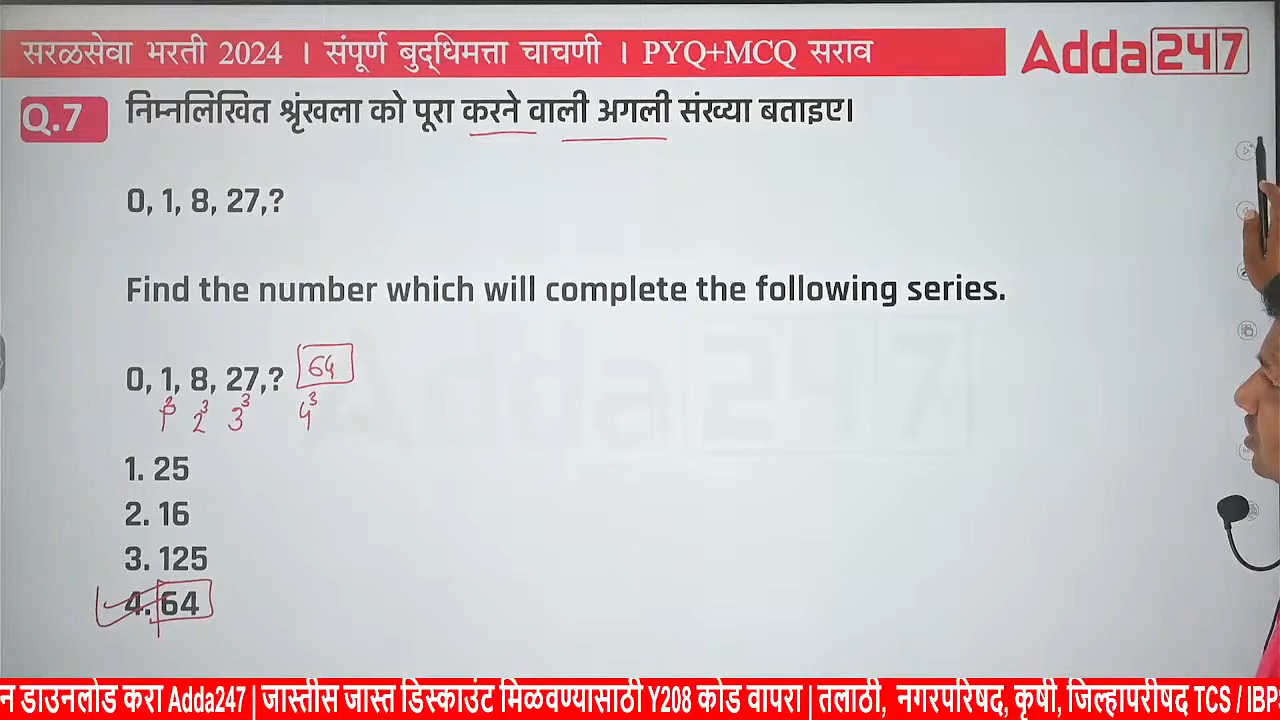 सरळसेवा भरती 2024 । संपूर्ण बुद्धिमत्ता चाचणी । PYQ+MCQ सराव
Adda247
Q.7 निम्नलिखित श्रृंखला को पूरा करने वाली अगली संख्या बताइए।
0, 1, 8, 27,?
Find the number which will complete the following series.
0, 1, 8, 27,? 64
1³ 2³ 3³ 4³
1. 25
2. 16
3. 125
4. 64
न डाउनलोड करा Adda247 | जास्तीस जास्त डिस्काउंट मिळवण्यासाठी Y208 कोड वापरा | तलाठी, नगरपरिषद, कृषी, जिल्हापरीषद TCS / IBPS